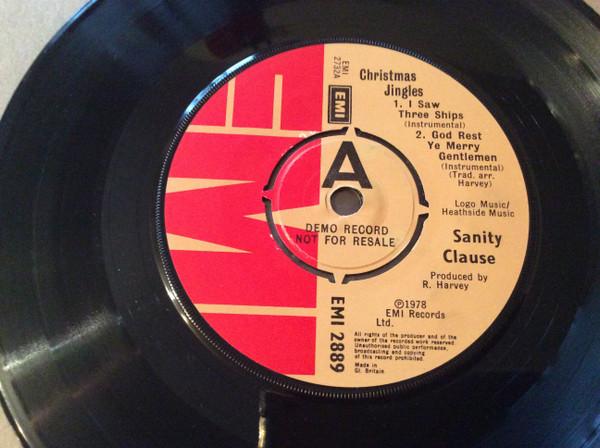 EMI
2732A
EMI
Christmas
Jingles
1. I Saw
Three Ships
(Instrumental)
2. God Rest
Ye Merry
Gentlemen
(Instrumental)
(Trad. arr.
Harvey)
A
DEMO RECORD
NOT FOR RESALE
Logo Music/
Heathside Music
Sanity
Clause
Produced by
R. Harvey
℗1978
EMI Records
Ltd.
EMI 2889
All rights of the producer and of the
owner of the recorded work reserved
Unauthorised public performance,
broadcasting and copying
of this record prohibited.
Made in
Gt. Britain
EMI